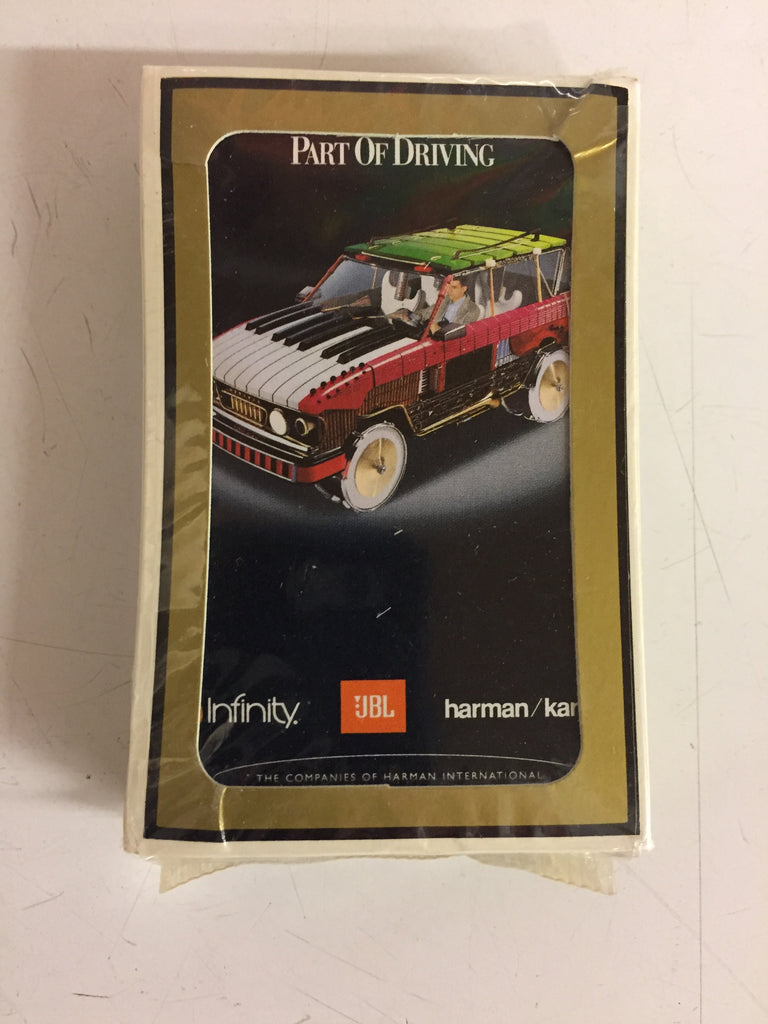 PART OF DRIVING
Infinity.
JBL
harman/kar
THE COMPANIES OF HARMAN INTERNATIONAL